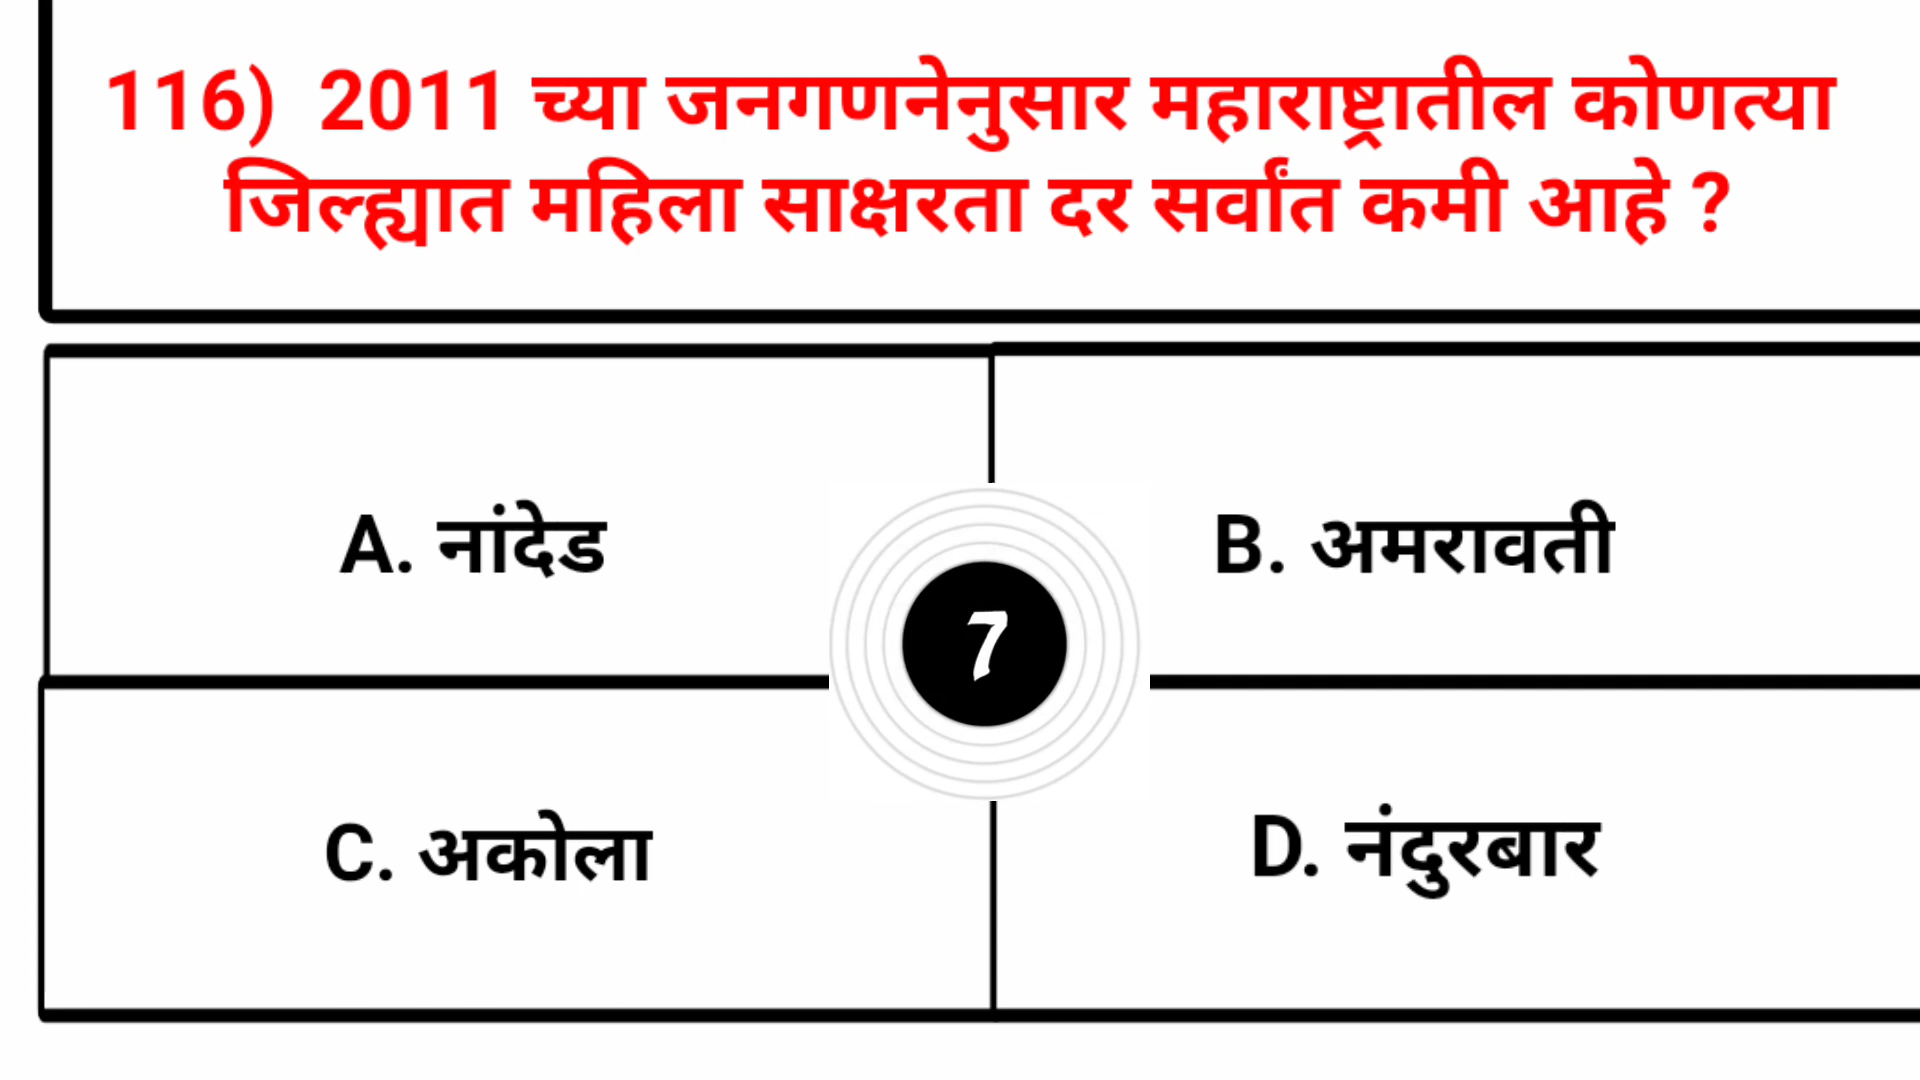 116) 2011 च्या जनगणनेनुसार महाराष्ट्रातील कोणत्या
जिल्ह्यात महिला साक्षरता दर सर्वांत कमी आहे ?
A. नांदेड
B. अमरावती
7
C. अकोला
D. नंदुरबार